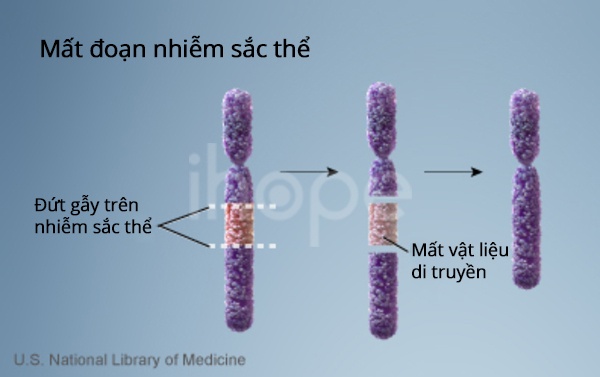 Mất đoạn nhiễm sắc thể
ihope
Đứt gẫy trên
nhiễm sắc thể
Mất vật liệu
di truyền
U.S. National Library of Medicine